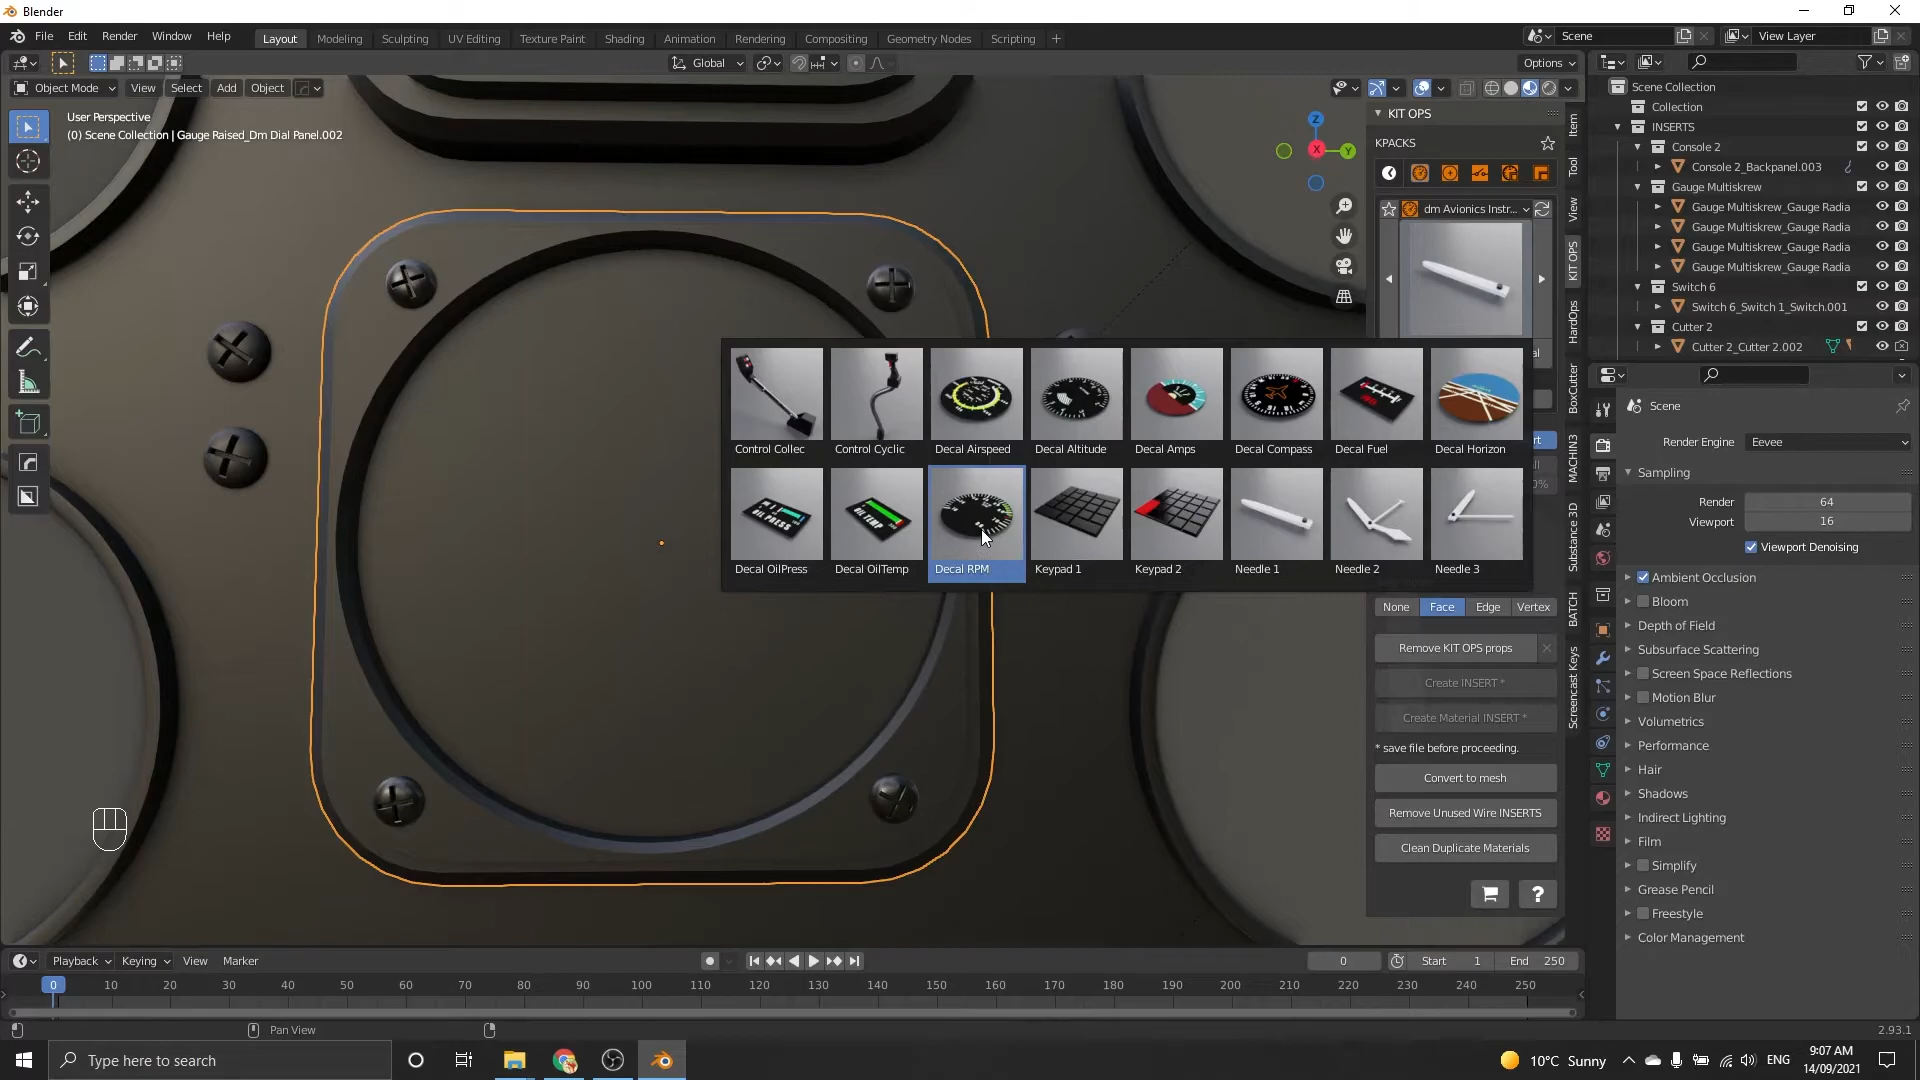 Blender
File Edit Render Window Help Layout Modeling Sculpting UV Editing Texture Paint Shading Animation Rendering Compositing Geometry Nodes Scripting + Scene View Layer
Global Options
Object Mode View Select Add Object
User Perspective
(0) Scene Collection | Gauge Raised_Dm Dial Panel.002
Z
X
Y
KIT OPS
KPACKS
dm Avionics Instr...
Item
Tool
View
KIT OPS
HardOps
BoxCutter
MACHIN3
Substance 3D
BATCH
Screencast Keys
Control Collec Control Cyclic Decal Airspeed Decal Altitude Decal Amps Decal Compass Decal Fuel Decal Horizon
Decal OilPress Decal OilTemp Decal RPM Keypad 1 Keypad 2 Needle 1 Needle 2 Needle 3
None Face Edge Vertex
Remove KIT OPS props
Create INSERT *
Create Material INSERT *
* save file before proceeding.
Convert to mesh
Remove Unused Wire INSERTS
Clean Duplicate Materials
?
Scene Collection
Collection
INSERTS
Console 2
Console 2_Backpanel.003
Gauge Multiskrew
Gauge Multiskrew_Gauge Radia
Gauge Multiskrew_Gauge Radia
Gauge Multiskrew_Gauge Radia
Gauge Multiskrew_Gauge Radia
Switch 6
Switch 6_Switch 1_Switch.001
Cutter 2
Cutter 2_Cutter 2.002
Scene
Render Engine Eevee
Sampling
Render 64
Viewport 16
Viewport Denoising
Ambient Occlusion
Bloom
Depth of Field
Subsurface Scattering
Screen Space Reflections
Motion Blur
Volumetrics
Performance
Hair
Shadows
Indirect Lighting
Film
Simplify
Grease Pencil
Freestyle
Color Management
Playback Keying View Marker 0 Start 1 End 250
0 10 20 30 40 50 60 70 80 90 100 110 120 130 140 150 160 170 180 190 200 210 220 230 240 250
Pan View 2.93.1
Type here to search 10°C Sunny ENG 9:07 AM
14/09/2021